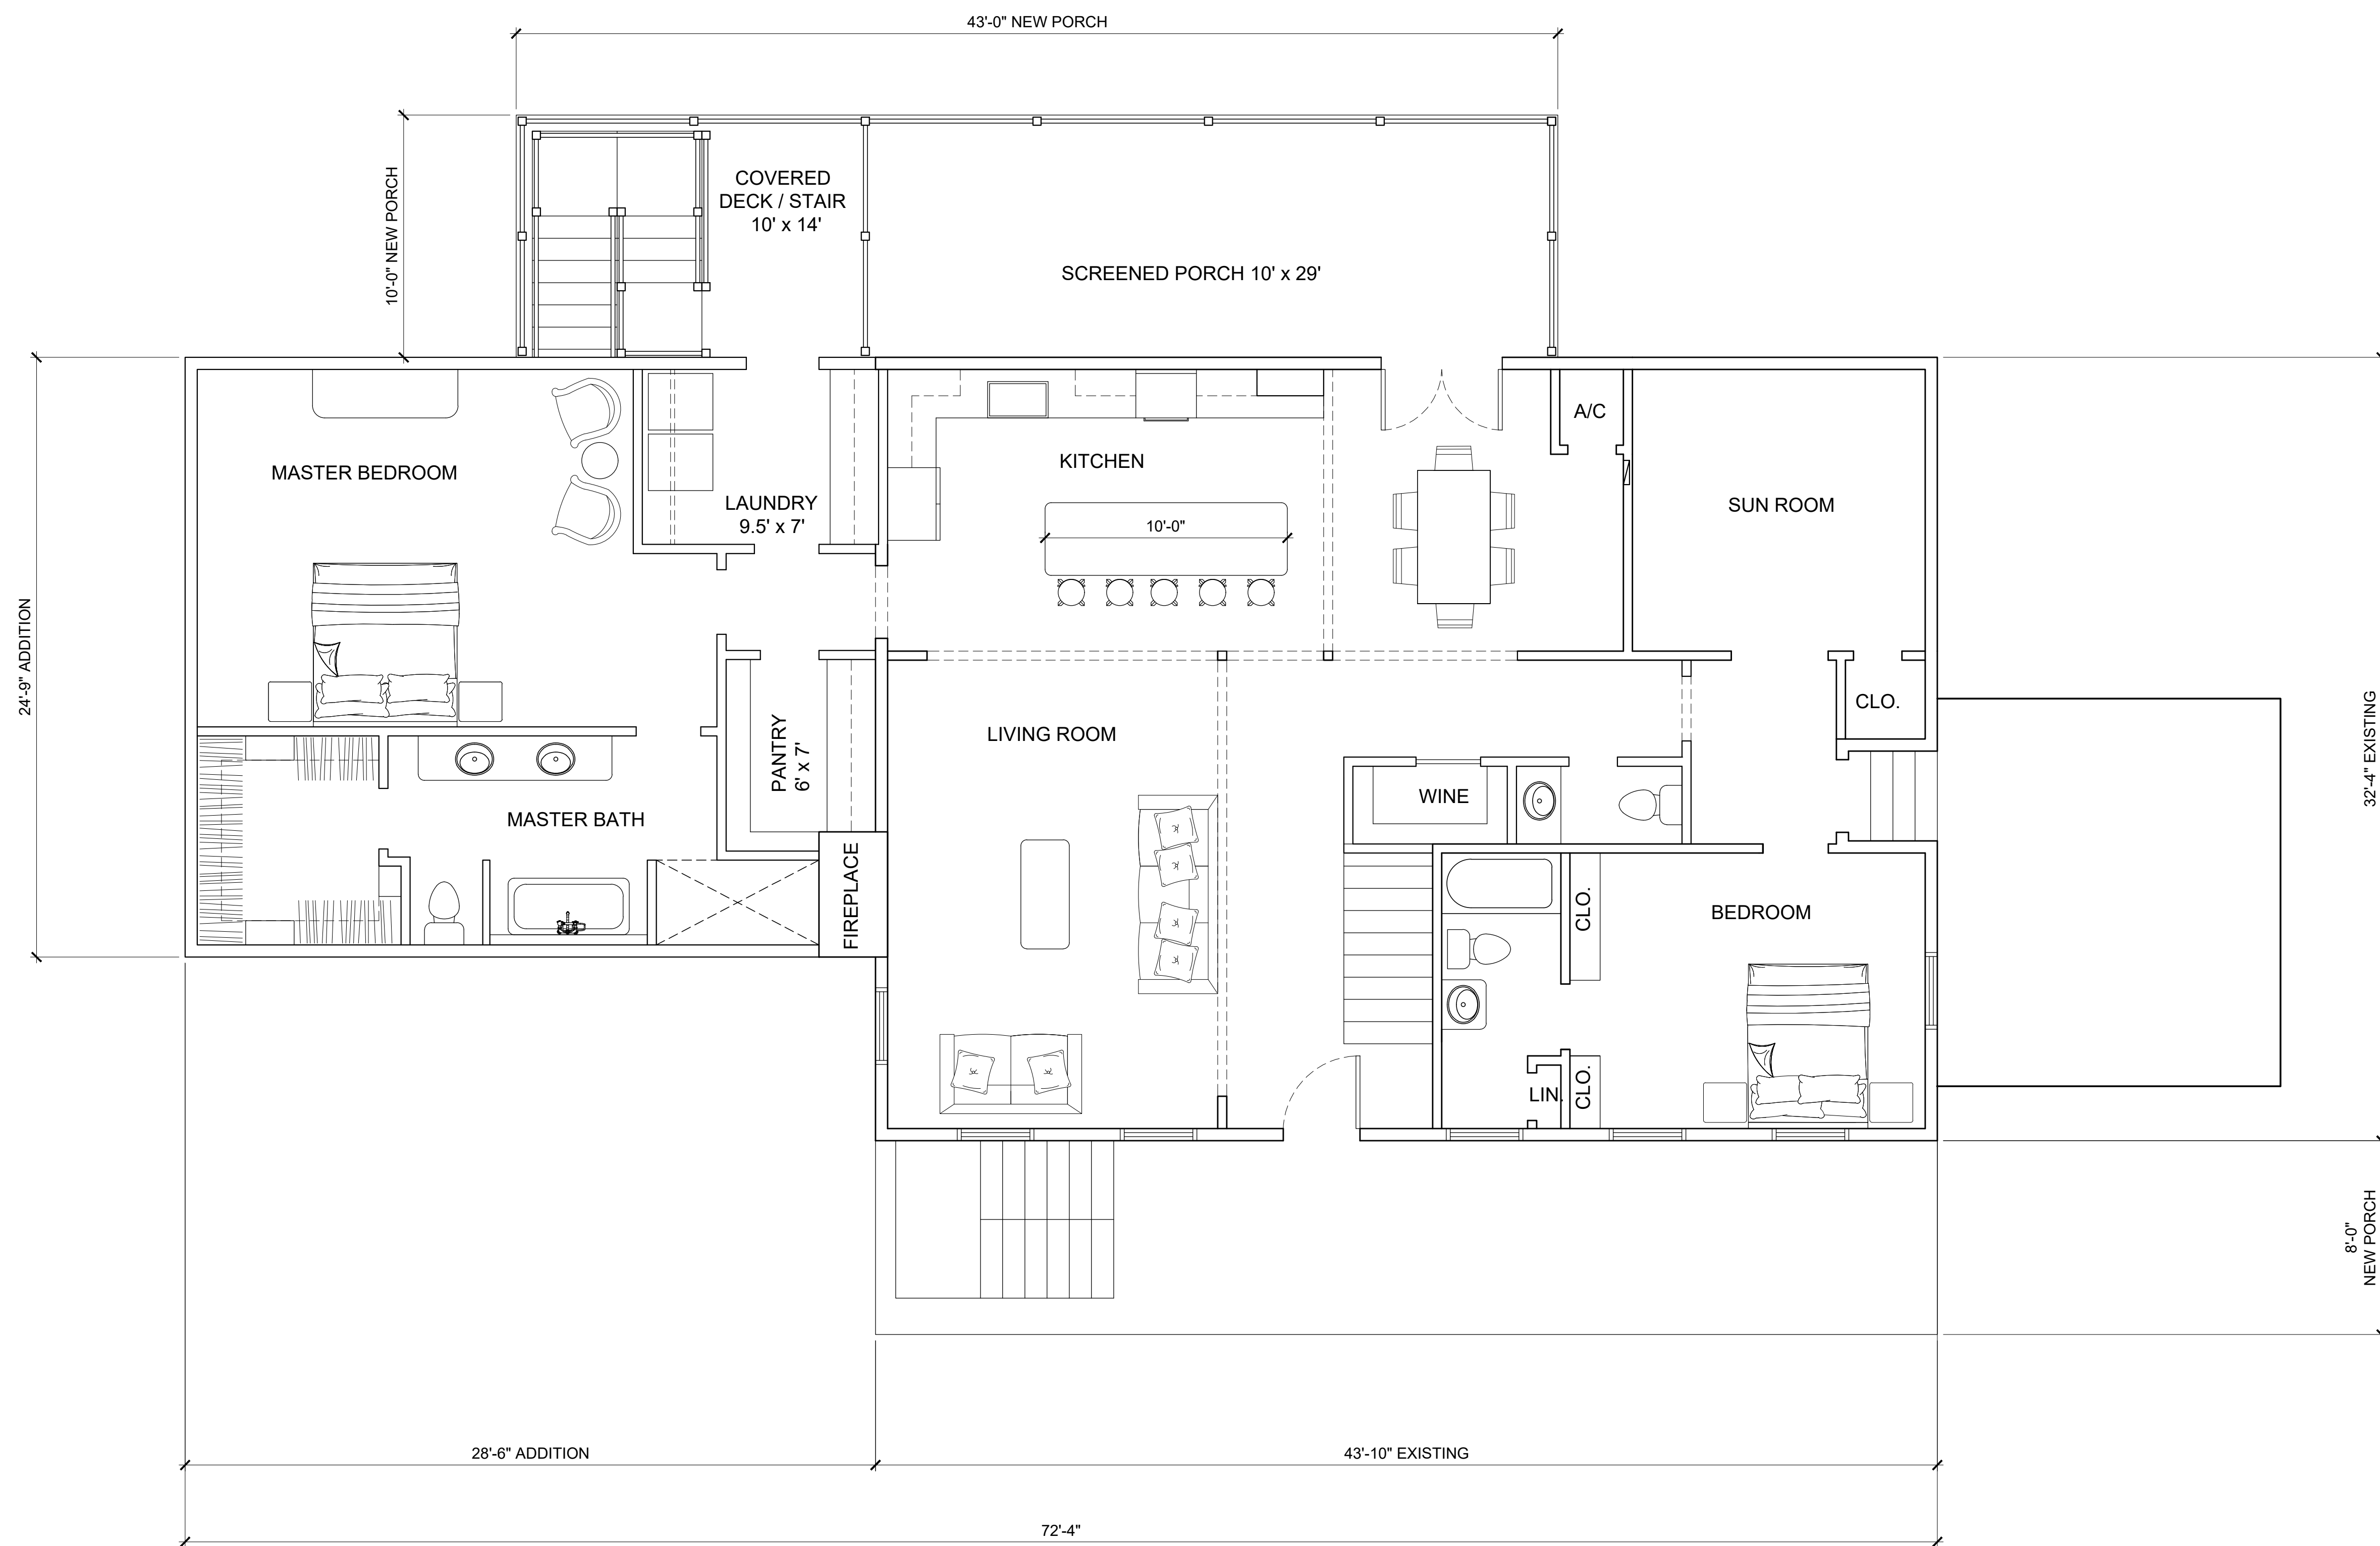 43'-0" NEW PORCH
10'-0" NEW PORCH
COVERED
DECK / STAIR
10' x 14'
SCREENED PORCH 10' x 29'
A/C
MASTER BEDROOM
KITCHEN
LAUNDRY
9.5' x 7'
SUN ROOM
10'-0"
24'-9" ADDITION
CLO.
LIVING ROOM
PANTRY
6' x 7'
32'-4" EXISTING
WINE
MASTER BATH
FIREPLACE
CLO.
BEDROOM
LIN.
CLO.
8'-0"
NEW PORCH
28'-6" ADDITION
43'-10" EXISTING
72'-4"